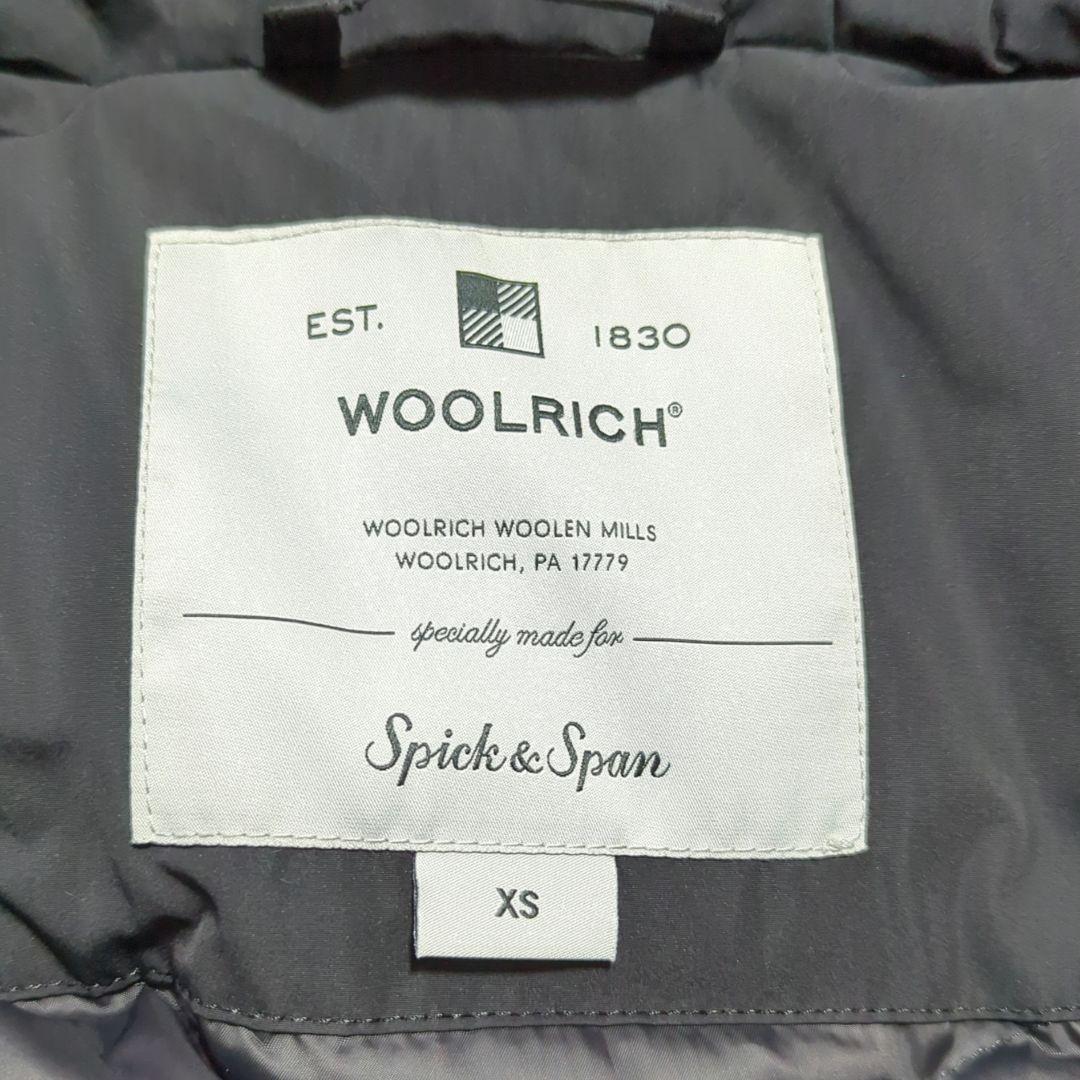 EST. 1830
WOOLRICH®
WOOLRICH WOOLEN MILLS
WOOLRICH, PA 17779
specially made for
Spick & Span
XS